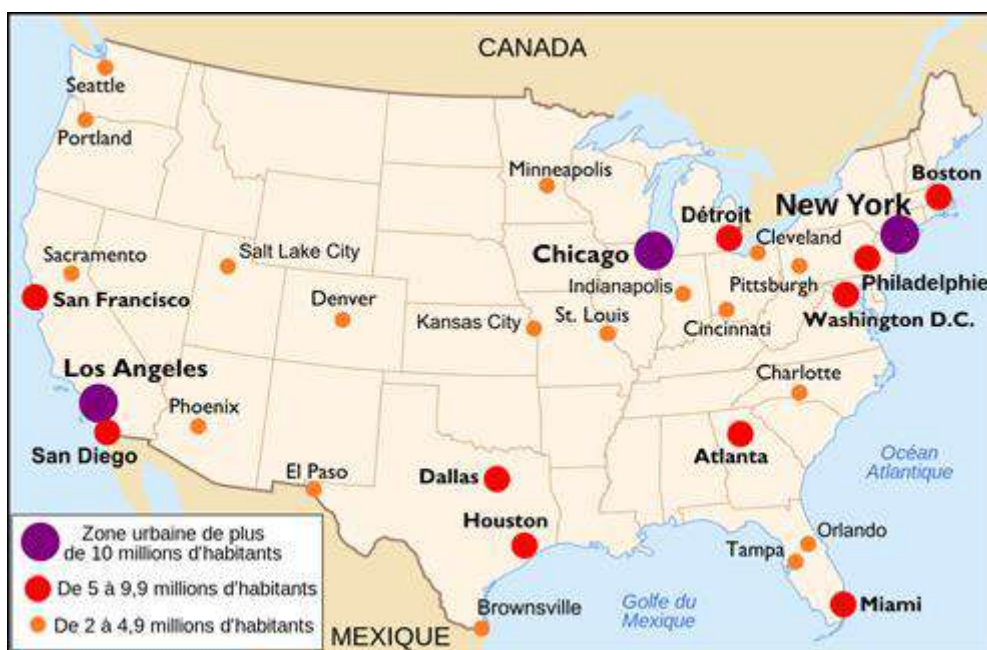 CANADA
Seattle
Portland
Minneapolis
Boston
New York
Détroit
Cleveland
Chicago
Sacramento
Salt Lake City
San Francisco
Denver
Indianapolis
Pittsburgh
Philadelphie
Kansas City
St. Louis
Cincinnati
Washington D.C.
Los Angeles
Charlotte
Phoenix
San Diego
Atlanta
Océan
Atlantique
El Paso
Dallas
Houston
Orlando
Tampa
Zone urbaine de plus
de 10 millions d'habitants
De 5 à 9,9 millions d'habitants
De 2 à 4,9 millions d'habitants
Brownsville
Golfe du
Mexique
Miami
MEXIQUE